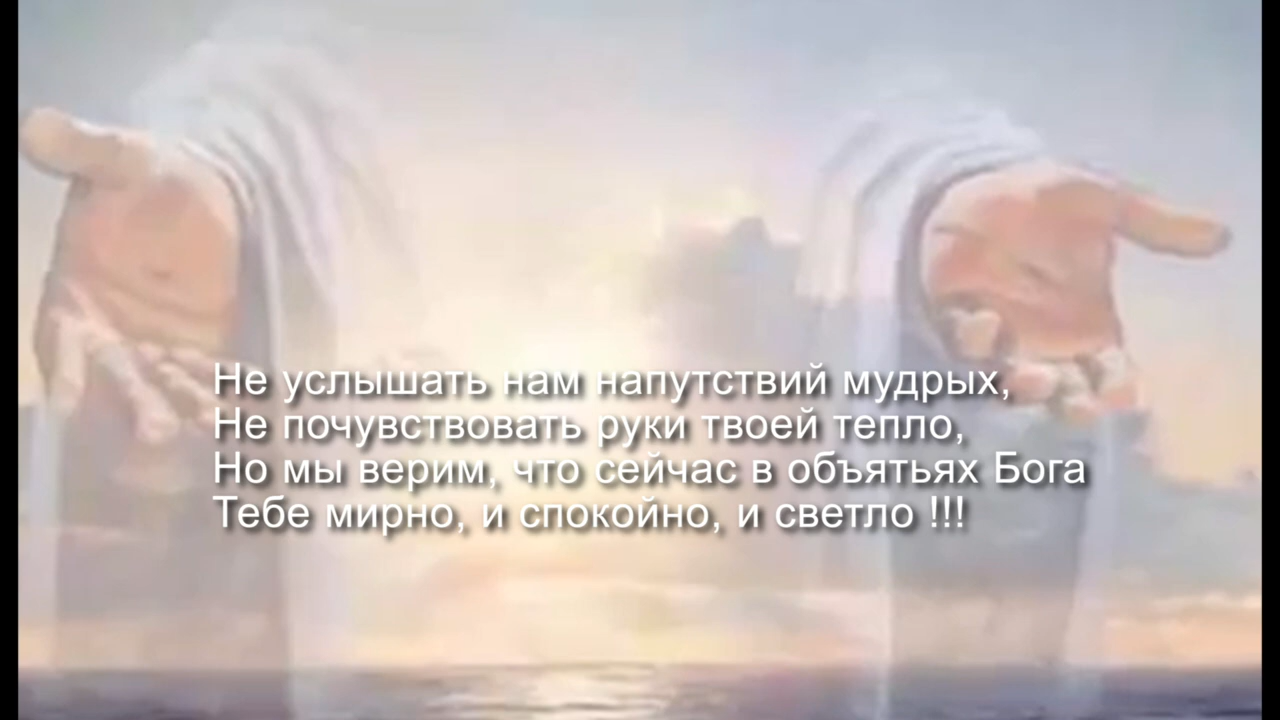 Не услышать нам напутствий мудрых,
Не почувствовать руки твоей тепло,
Но мы верим, что сейчас в объятьях Бога
Тебе мирно, и спокойно, и светло !!!